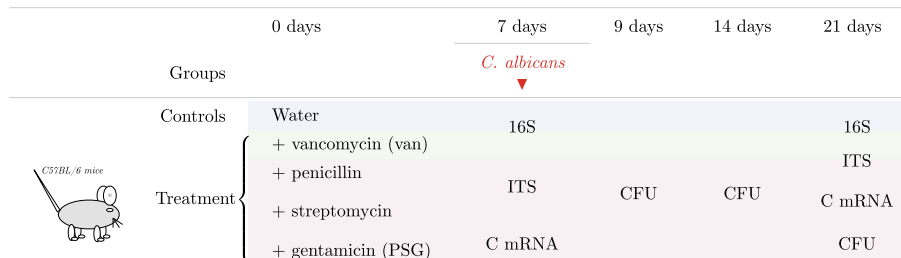 0 days 7 days 9 days 14 days 21 days
C. albicans
Groups
Controls Water
16S 16S
+ vancomycin (van)
ITS
C57BL/6 mice
+ penicillin
ITS
CFU CFU
Treatment
C mRNA
+ streptomycin
C mRNA CFU
+ gentamicin (PSG)